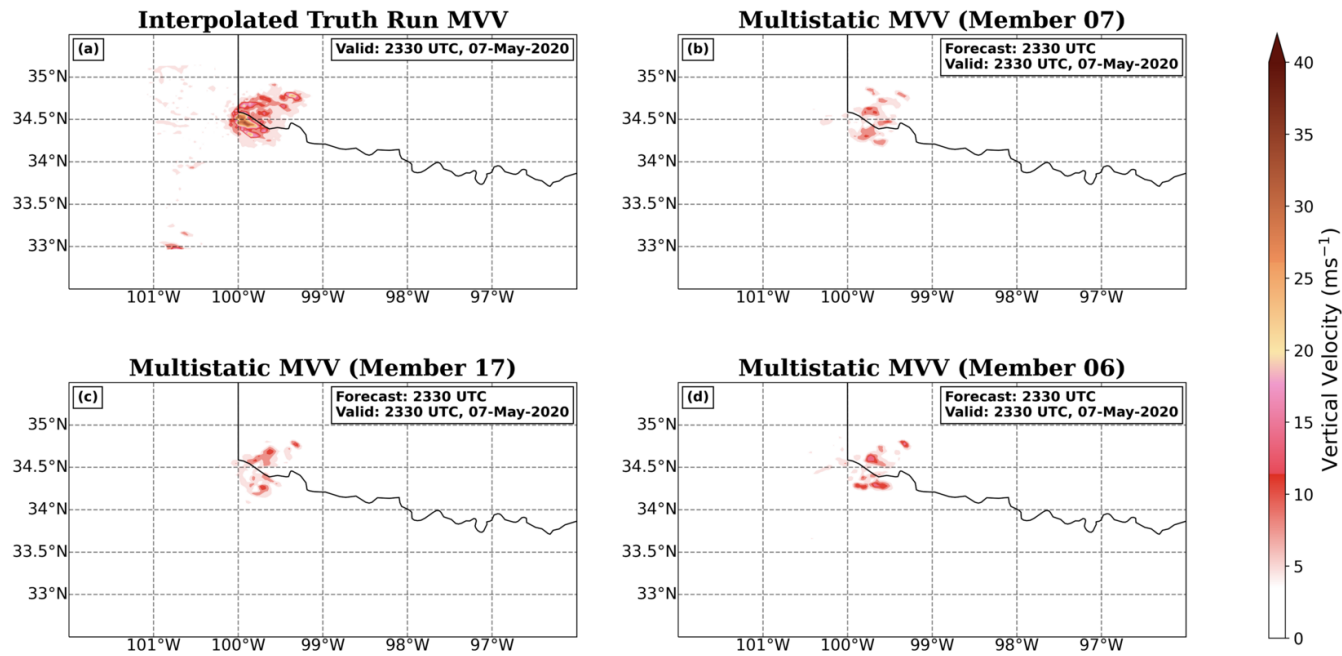 Interpolated Truth Run MVV
(a)
Valid: 2330 UTC, 07-May-2020
35°N
34.5°N
34°N
33.5°N
33°N
101°W 100°W 99°W 98°W 97°W
Multistatic MVV (Member 07)
(b)
Forecast: 2330 UTC
Valid: 2330 UTC, 07-May-2020
35°N
34.5°N
34°N
33.5°N
33°N
101°W 100°W 99°W 98°W 97°W
Multistatic MVV (Member 17)
(c)
Forecast: 2330 UTC
Valid: 2330 UTC, 07-May-2020
35°N
34.5°N
34°N
33.5°N
33°N
101°W 100°W 99°W 98°W 97°W
Multistatic MVV (Member 06)
(d)
Forecast: 2330 UTC
Valid: 2330 UTC, 07-May-2020
35°N
34.5°N
34°N
33.5°N
33°N
101°W 100°W 99°W 98°W 97°W
40
35
30
25
20
15
10
5
0
Vertical Velocity (ms⁻¹)